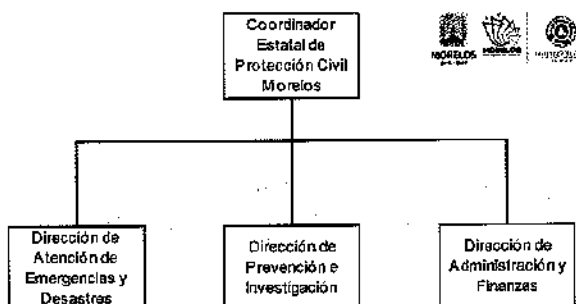 Coordinador
Estatal de
Protección Civil
Morelos
MORELOS
MORELOS
Dirección de
Atención de
Emergencias y
Desastres
Dirección de
Prevención e
Investigación
Dirección de
Administración y
Finanzas